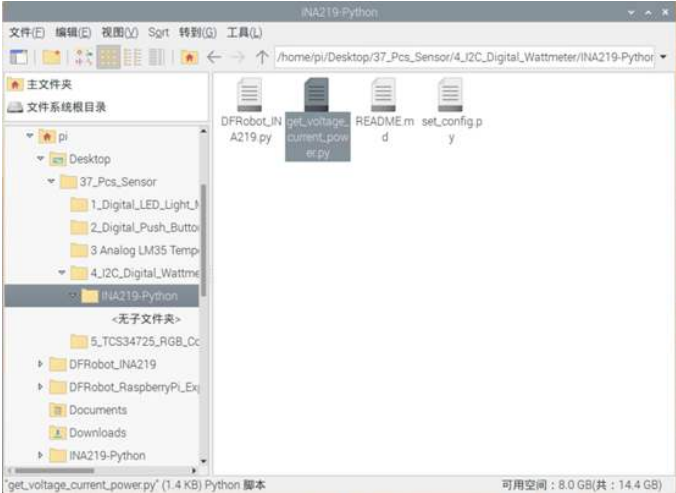 INA219-Python
文件(F) 编辑(E) 视图(V) Sort 转到(G) 工具(L)
/home/pi/Desktop/37_Pcs_Sensor/4_I2C_Digital_Wattmeter/INA219-Python
主文件夹
文件系统根目录
pi
Desktop
37_Pcs_Sensor
1_Digital_LED_Light_
2_Digital_Push_Butto
3 Analog LM35 Temp
4_I2C_Digital_Wattme
INA219-Python
<无子文件夹>
5_TCS34725_RGB_Co
DFRobot_INA219
DFRobot_RaspberryPi_Ex
Documents
Downloads
INA219-Python
DFRobot_IN
A219.py
get_voltage_
current_pow
er.py
README.m
d
set_config.p
y
"get_voltage_current_power.py" (1.4 KB) Python 脚本
可用空间：8.0 GB(共：14.4 GB)